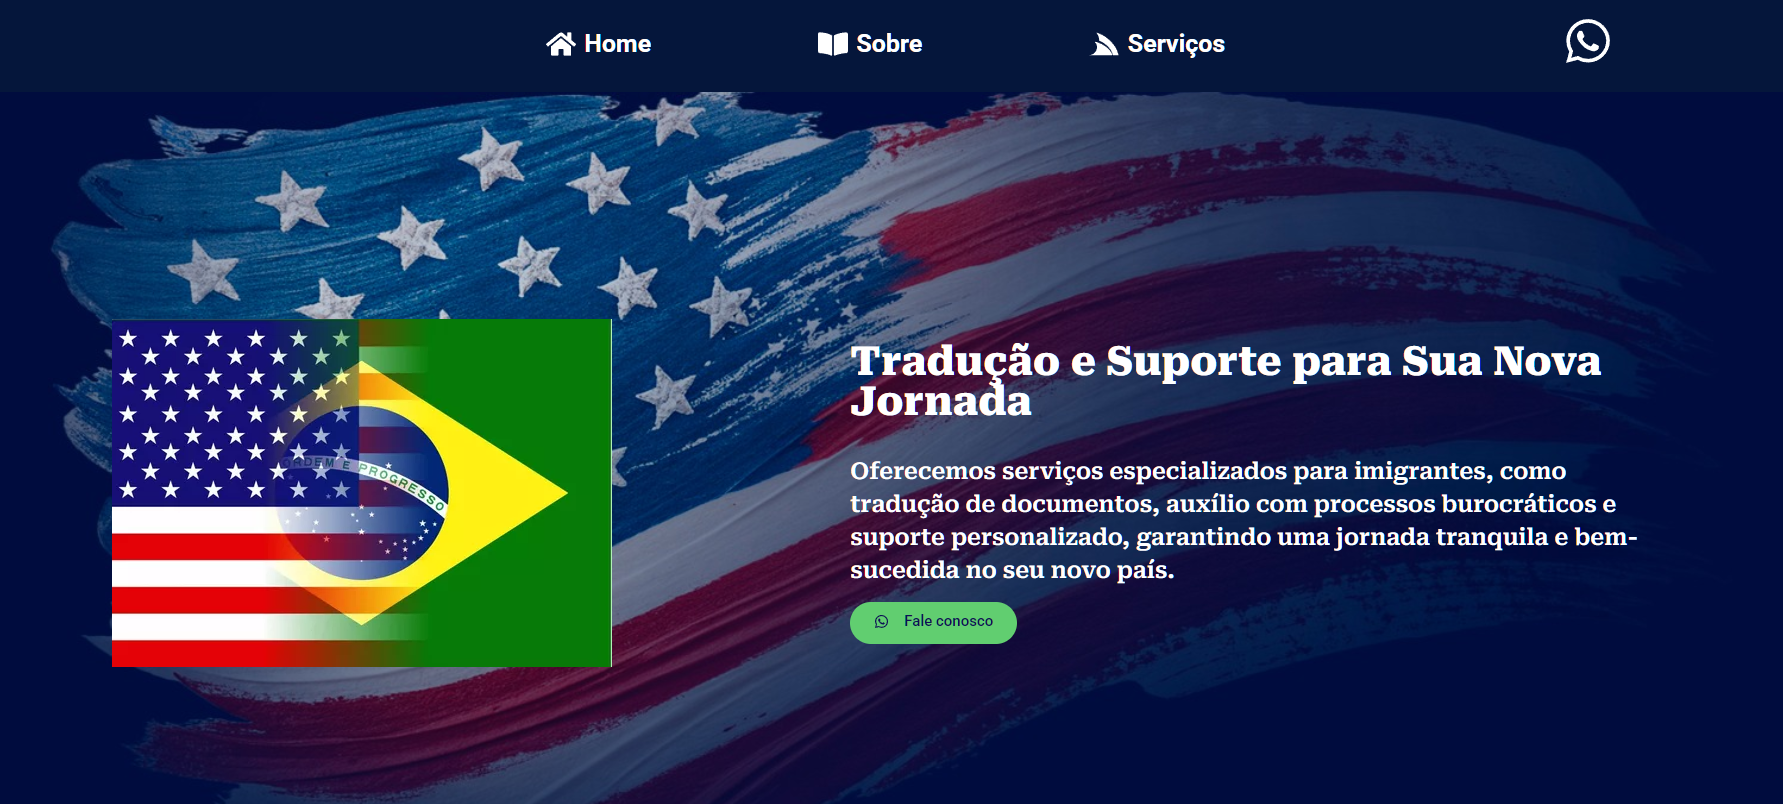 Home
Sobre
Serviços
ORDEM E PROGRESSO
Tradução e Suporte para Sua Nova
Jornada
Oferecemos serviços especializados para imigrantes, como
tradução de documentos, auxílio com processos burocráticos e
suporte personalizado, garantindo uma jornada tranquila e bem-
sucedida no seu novo país.
Fale conosco